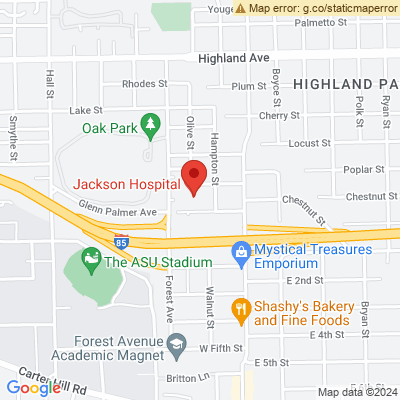 Map error: g.co/staticmaperror
Palmetto St
Highland Ave
Rhodes St
Plum St
HIGHLAND PA
Hall St
Boyce St
Lake St
Cherry St
Polk St
Ryan St
Smythe St
Oak Park
Olive St
Hampton St
Locust St
Poplar St
Jackson Hospital
Chestnut St
Chestnut St
Glenn Palmer Ave
85
The ASU Stadium
Mystical Treasures
Emporium
E 2nd St
Forest Ave
Walnut St
Shashy's Bakery
and Fine Foods
Bryan St
Forest Avenue
Academic Magnet
E 4th St
W Fifth St
E 5th St
Carter Hill Rd
Britton Ln
Google
Map data ©2024